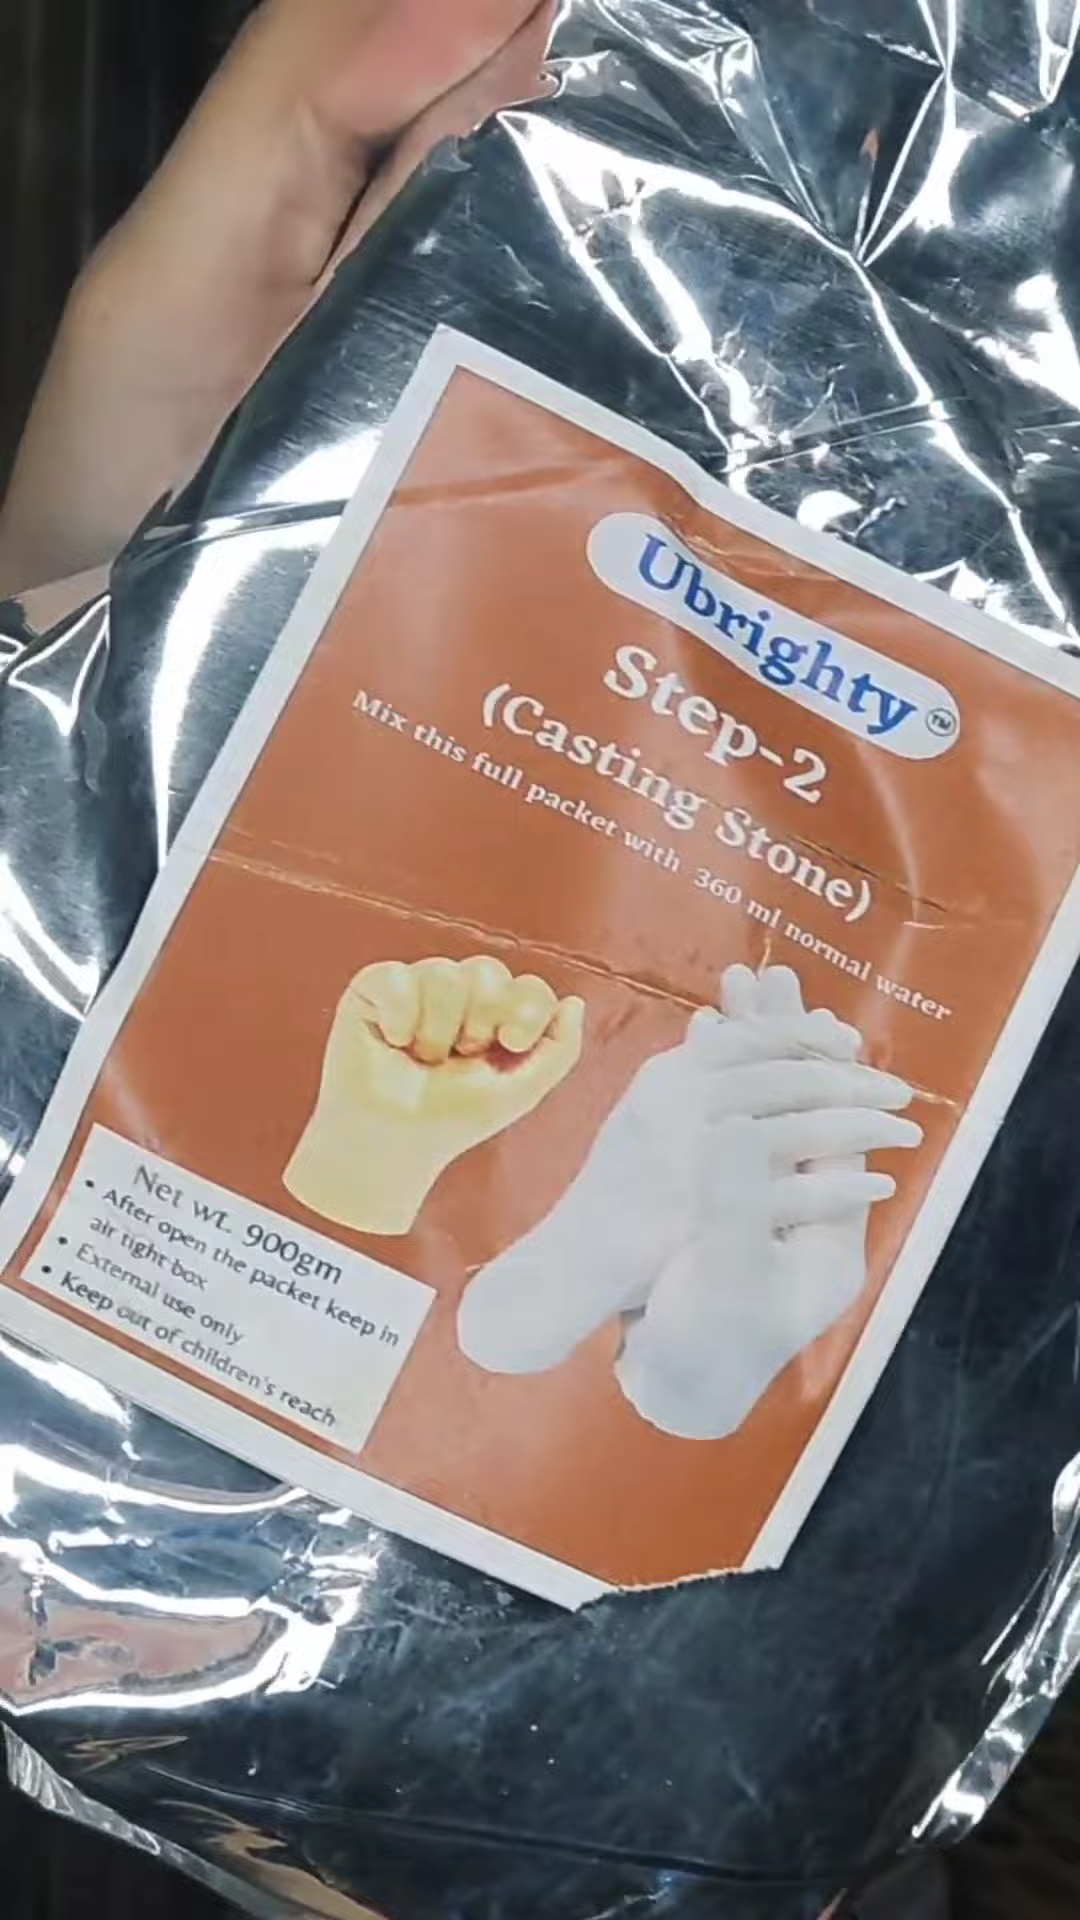 Ubrighty™
Step-2
(Casting Stone)
Mix this full packet with 360 ml normal water
Net wt. 900gm
• After open the packet keep in
air tight box
• External use only
• Keep out of children's reach